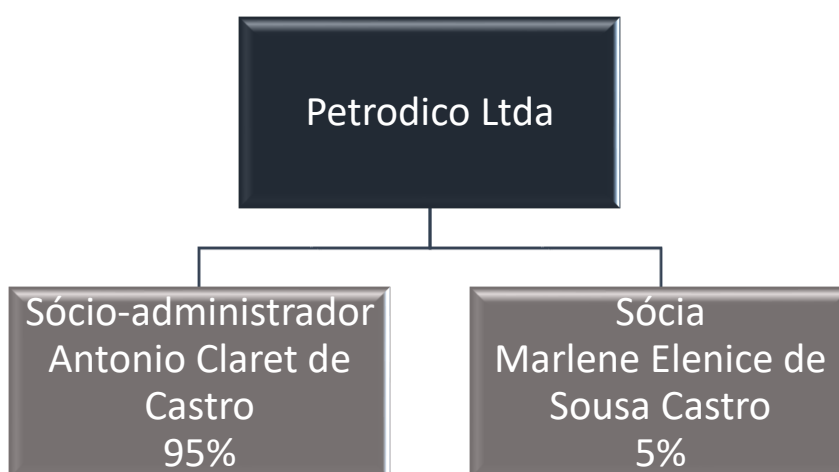 Petrodico Ltda
Sócio-administrador
Antonio Claret de
Castro
95%
Sócia
Marlene Elenice de
Sousa Castro
5%